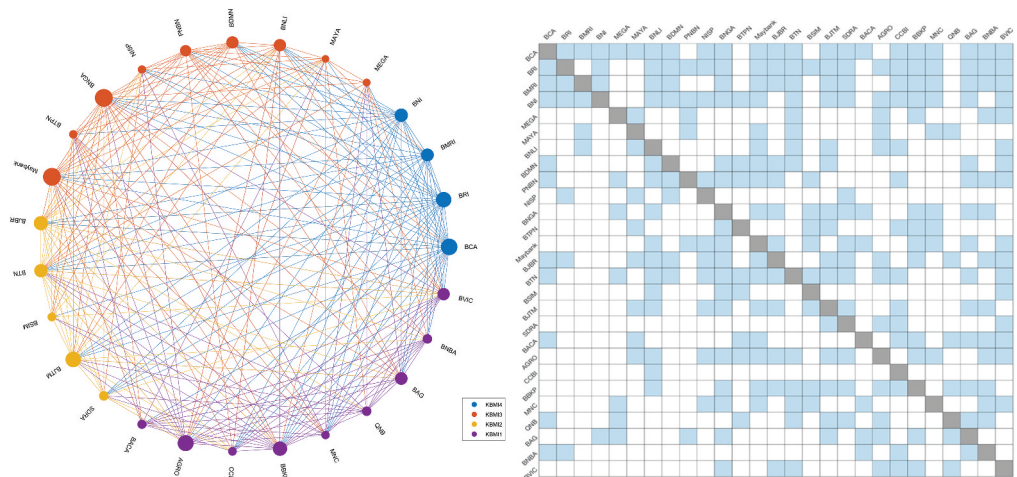 BNLI
BDMN
PNBN
NISP
BNGA
BTPN
Maybank
BJBR
BTN
BSIM
BJTM
SDRA
BACA
AGRO
MNC
QNB
BAG
BNBA
BVIC
BCA
BRI
BMRI
BNI
MEGA
MAYA
KBMI4
KBMI3
KBMI2
KBMI1
BCA BRI BMRI BNI MEGA MAYA BNLI BDMN PNBN NISP BNGA BTPN Maybank BJBR BTN BSIM BJTM SDRA BACA AGRO CCBI BBKP MNC QNB BAG BNBA BVIC
BCA
BRI
BMRI
BNI
MEGA
MAYA
BNLI
BDMN
PNBN
NISP
BNGA
BTPN
Maybank
BJBR
BTN
BSIM
BJTM
SDRA
BACA
AGRO
CCBI
BBKP
MNC
QNB
BAG
BNBA
BVIC